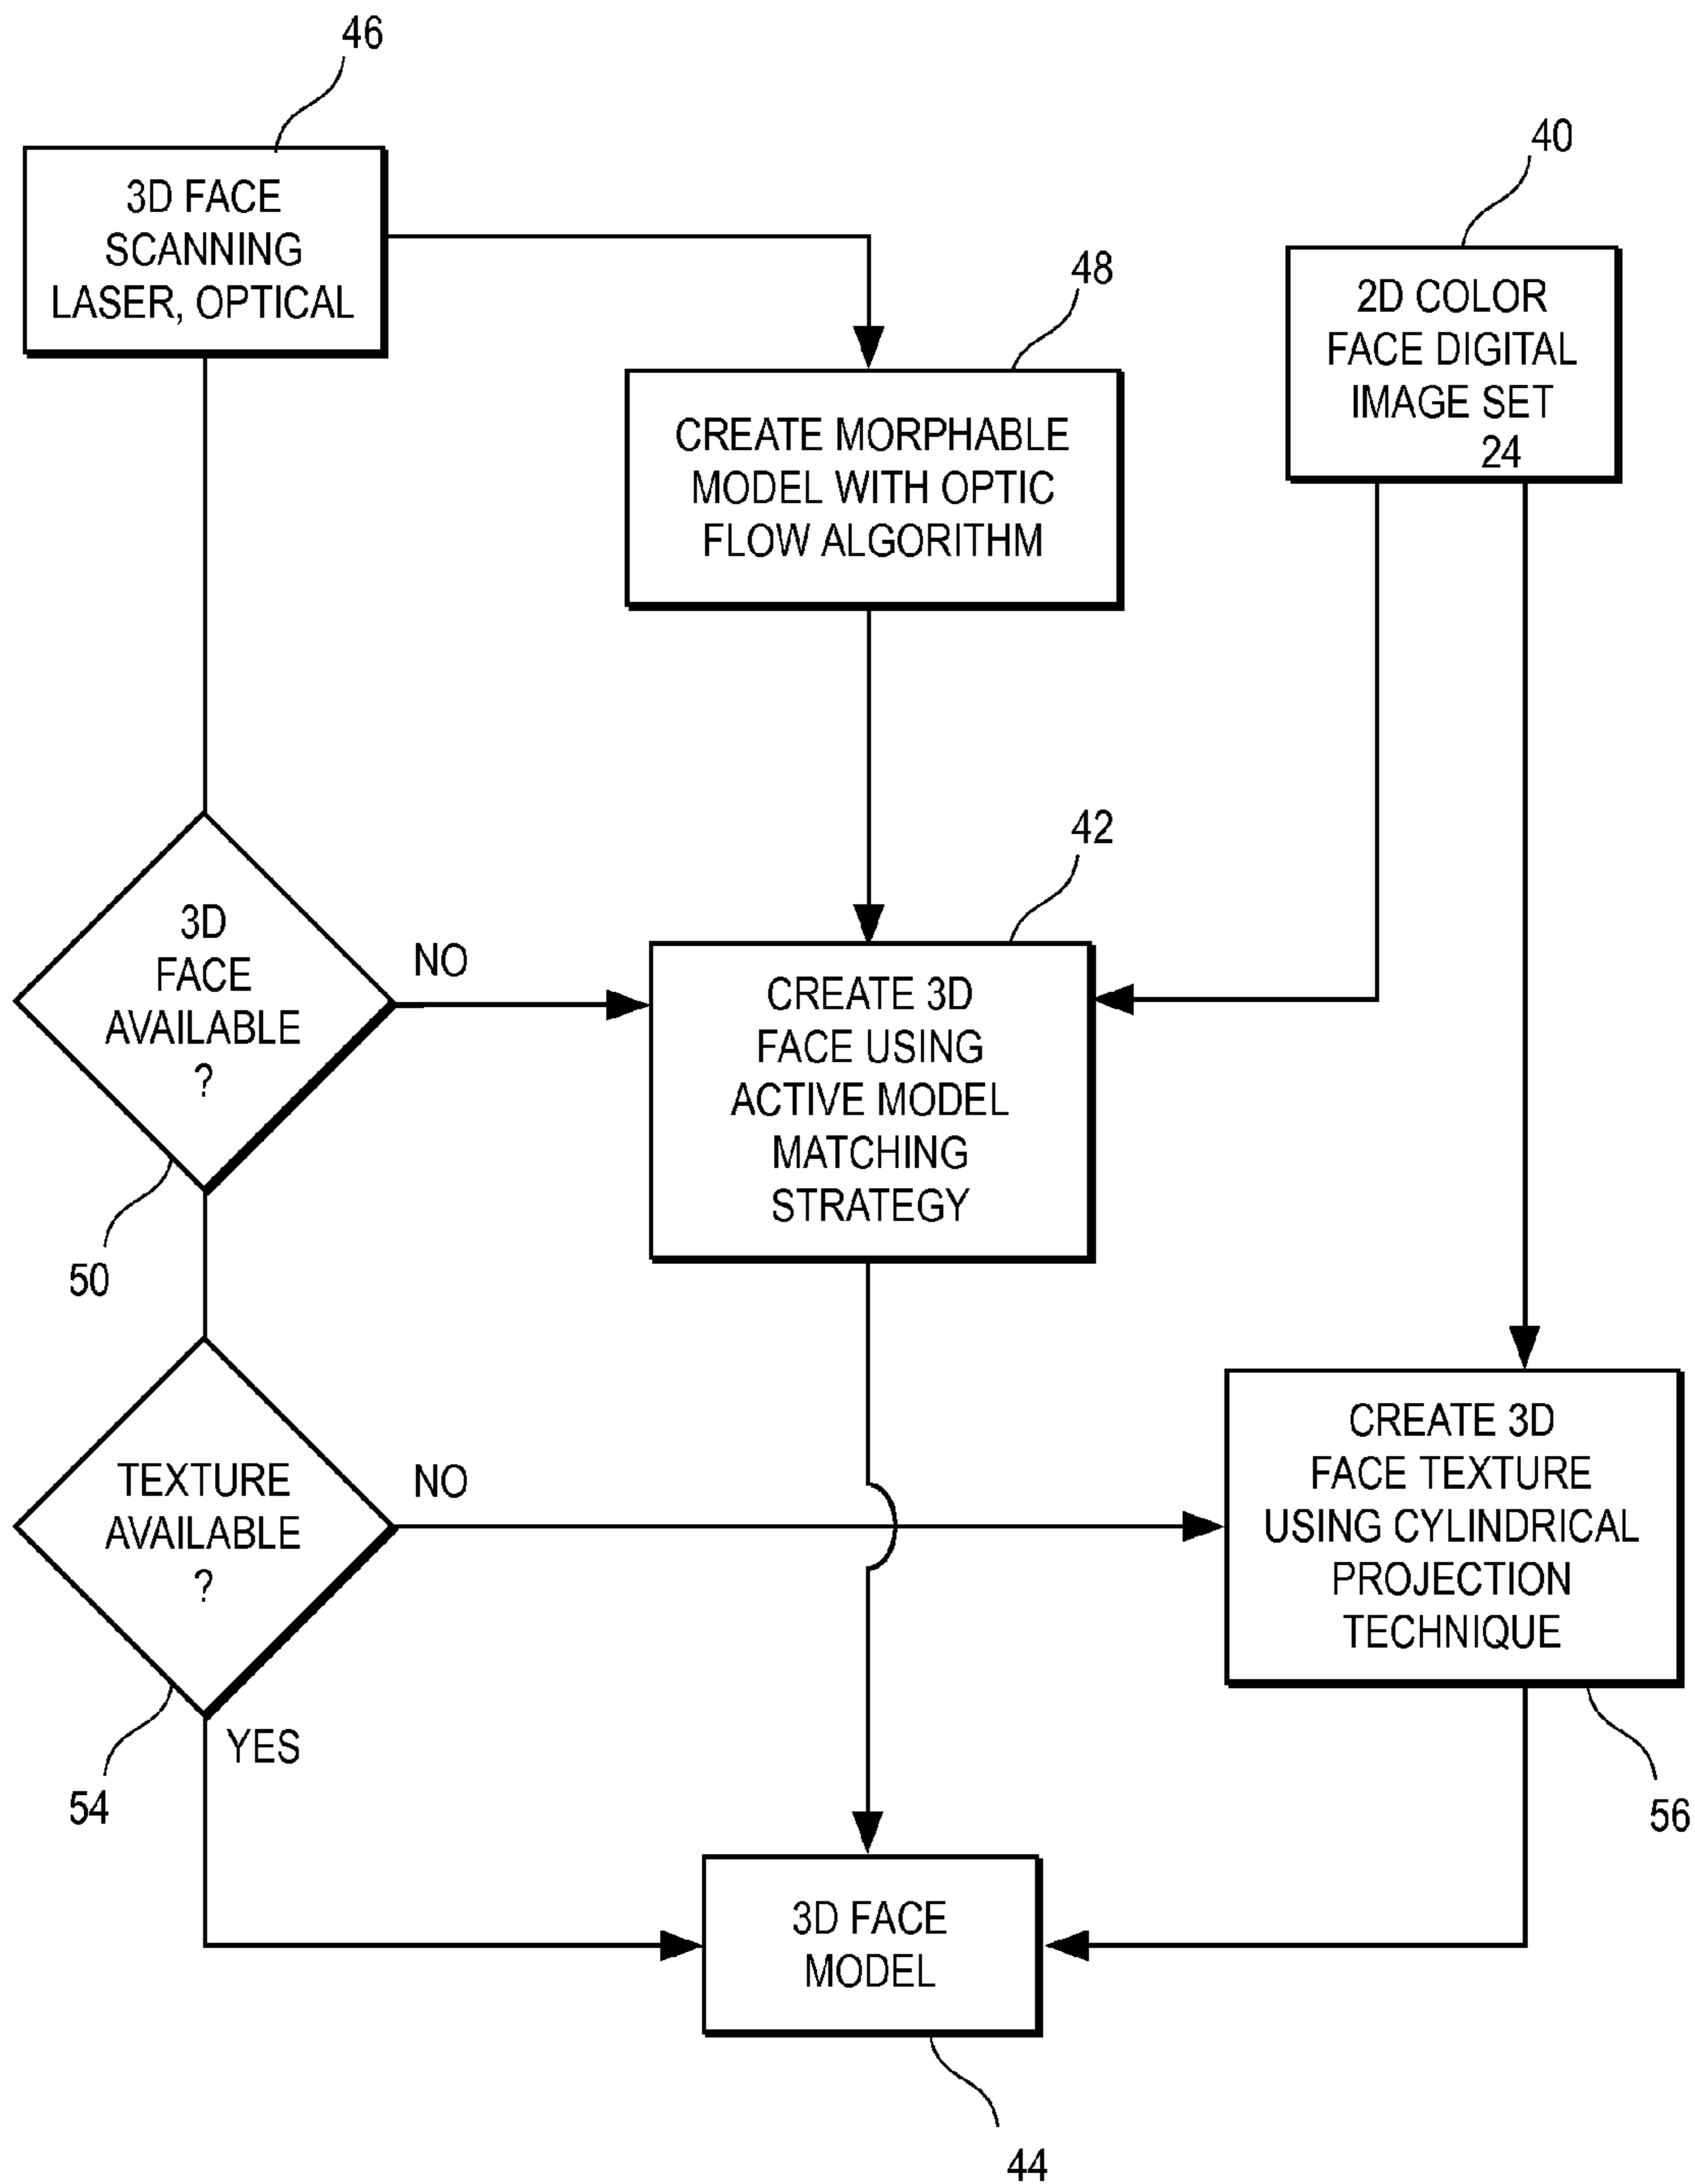 46
3D FACE
SCANNING
LASER, OPTICAL
40
2D COLOR
FACE DIGITAL
IMAGE SET
24
48
CREATE MORPHABLE
MODEL WITH OPTIC
FLOW ALGORITHM
42
3D
FACE
AVAILABLE
?
NO
50
CREATE 3D
FACE USING
ACTIVE MODEL
MATCHING
STRATEGY
TEXTURE
AVAILABLE
?
NO
YES
54
CREATE 3D
FACE TEXTURE
USING CYLINDRICAL
PROJECTION
TECHNIQUE
56
3D FACE
MODEL
44